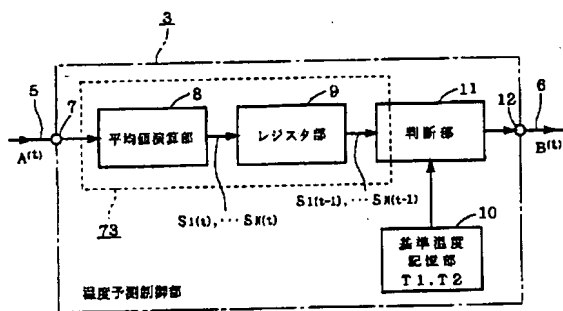 3
5
7
A(t)
8
平均値演算部
9
レジスタ部
11
判断部
12
6
B(t)
S1(t), ‥‥ SN(t)
S1(t-1), ‥‥ SN(t-1)
73
10
基準温度
記憶部
T1, T2
温度予測制御部